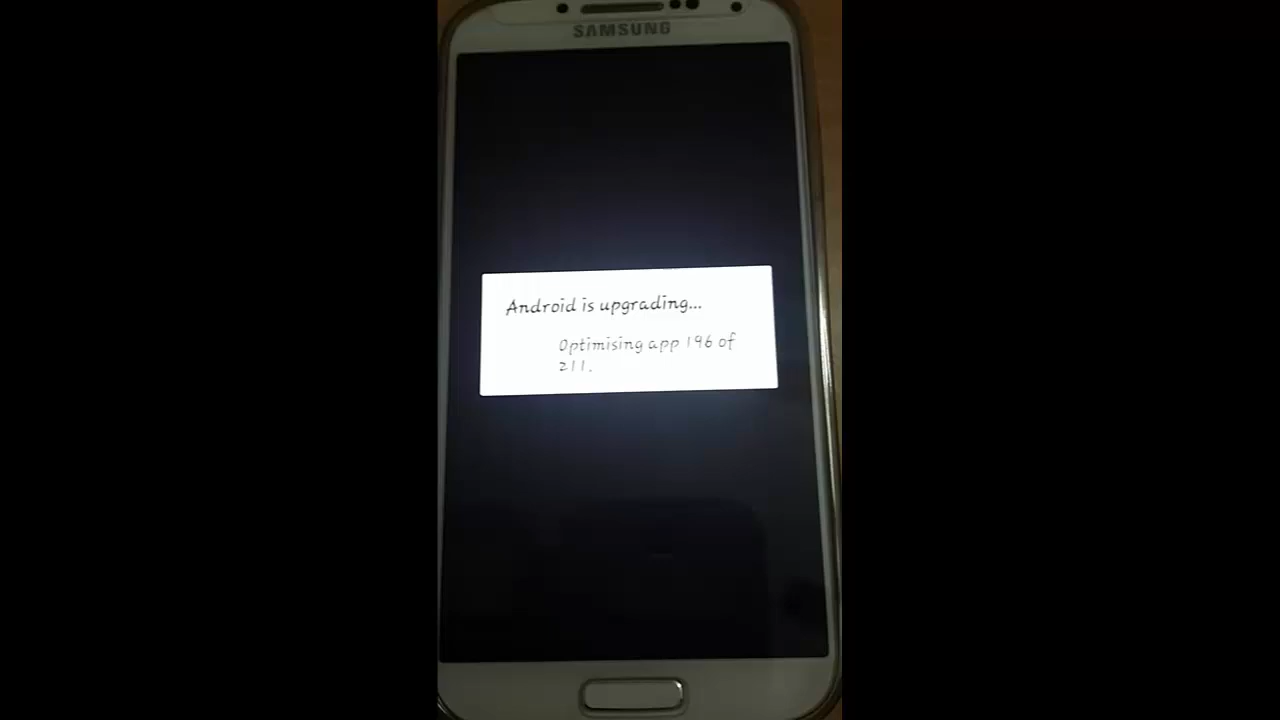 SAMSUNG
Android is upgrading...
Optimising app 196 of
211.